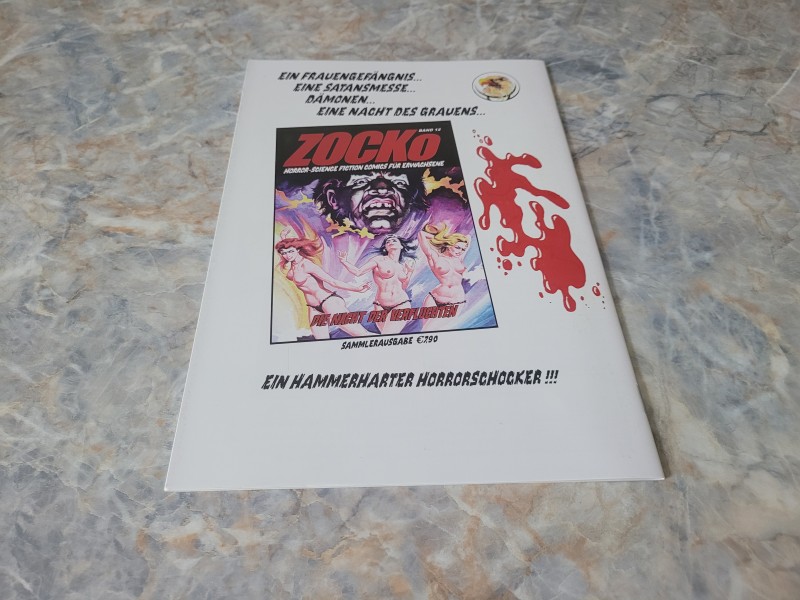 EIN FRAUENGEFÄNGNIS...
EINE SATANSMESSE...
DÄMONEN...
EINE NACHT DES GRAUENS...
BAND 12
ZOCKO
HORROR-SCIENCE FICTION COMICS FÜR ERWACHSENE
DIE NACHT DER VERFLUCHTEN
SAMMLERAUSGABE €7,90
EIN HAMMERHARTER HORRORSCHOCKER !!!